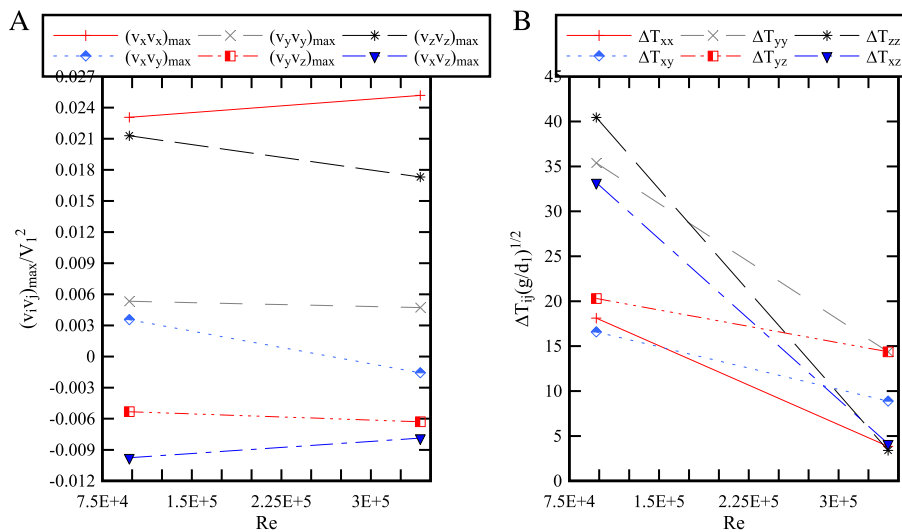 A
(vₓvₓ)max (vyvy)max (vzvz)max
(vₓvy)max (vyvz)max (vₓvz)max
0.027
0.024
0.021
0.018
0.015
0.012
0.009
0.006
0.003
0
-0.003
-0.006
-0.009
-0.012
(vᵢvⱼ)max/V₁²
7.5E+4 1.5E+5 2.25E+5 3E+5
Re
B
ΔTxx ΔTyy ΔTzz
ΔTxy ΔTyz ΔTxz
45
40
35
30
25
20
15
10
5
0
ΔTij(g/d₁)^1/2
7.5E+4 1.5E+5 2.25E+5 3E+5
Re